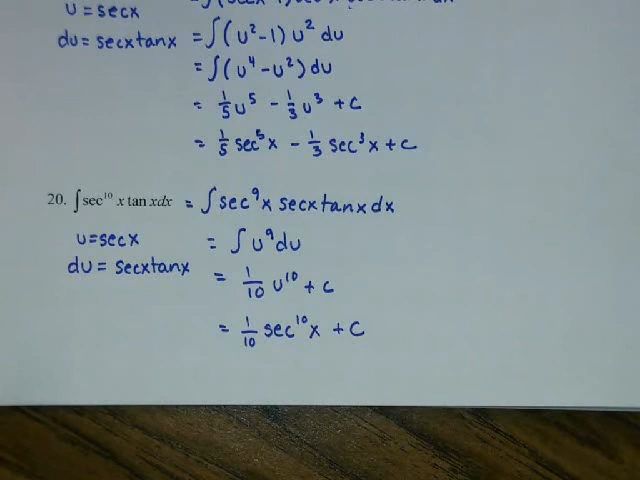 u = secx
du = secxtanx = ∫(u² - 1) u² du
= ∫(u⁴ - u²) du
= 1/5 u⁵ - 1/3 u³ + C
= 1/5 sec⁵x - 1/3 sec³x + C
20. ∫sec¹⁰ x tan xdx = ∫sec⁹x secxtanx dx
u=secx = ∫u⁹du
du = secxtanx = 1/10 u¹⁰ + C
= 1/10 sec¹⁰x + C